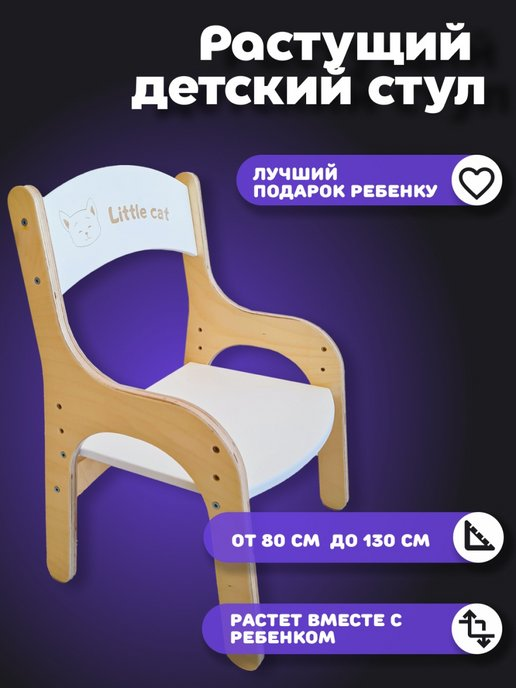 Растущий
детский стул
ЛУЧШИЙ
ПОДАРОК РЕБЕНКУ
Little cat
ОТ 80 СМ ДО 130 СМ
РАСТЕТ ВМЕСТЕ С
РЕБЕНКОМ